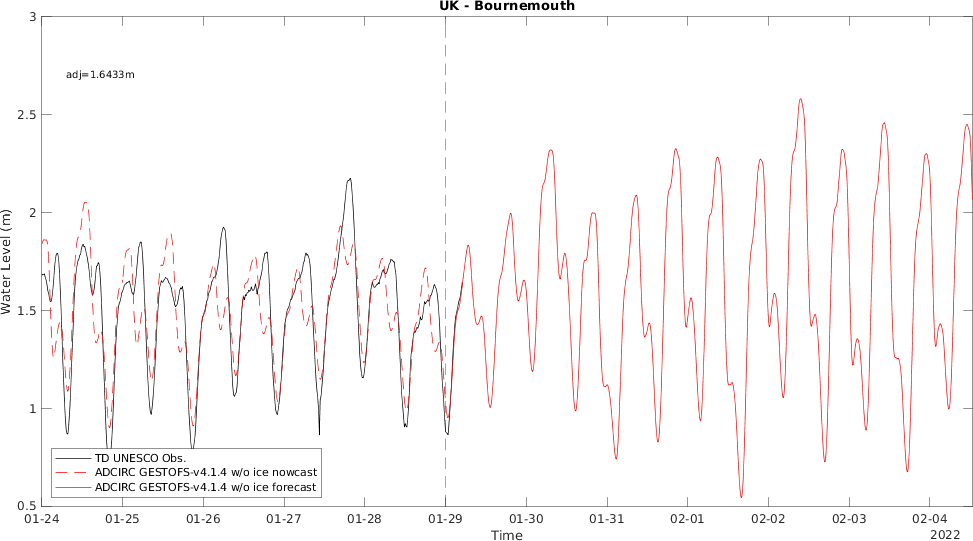 UK - Bournemouth
3
adj=1.6433m
2.5
2
Water Level (m)
1.5
1
TD UNESCO Obs.
ADCIRC GESTOFS-v4.1.4 w/o ice nowcast
ADCIRC GESTOFS-v4.1.4 w/o ice forecast
0.5
01-24 01-25 01-26 01-27 01-28 01-29 01-30 01-31 02-01 02-02 02-03 02-04
Time
2022